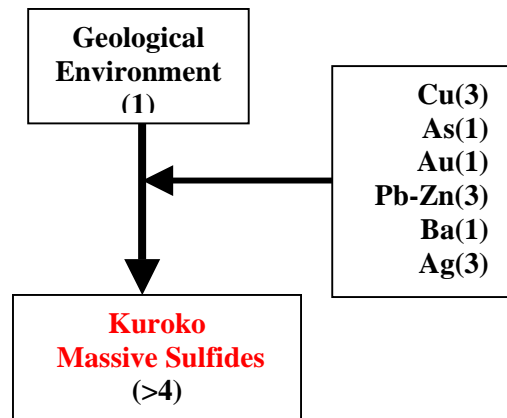 Geological
Environment
(1)
Cu(3)
As(1)
Au(1)
Pb-Zn(3)
Ba(1)
Ag(3)
Kuroko
Massive Sulfides
(>4)